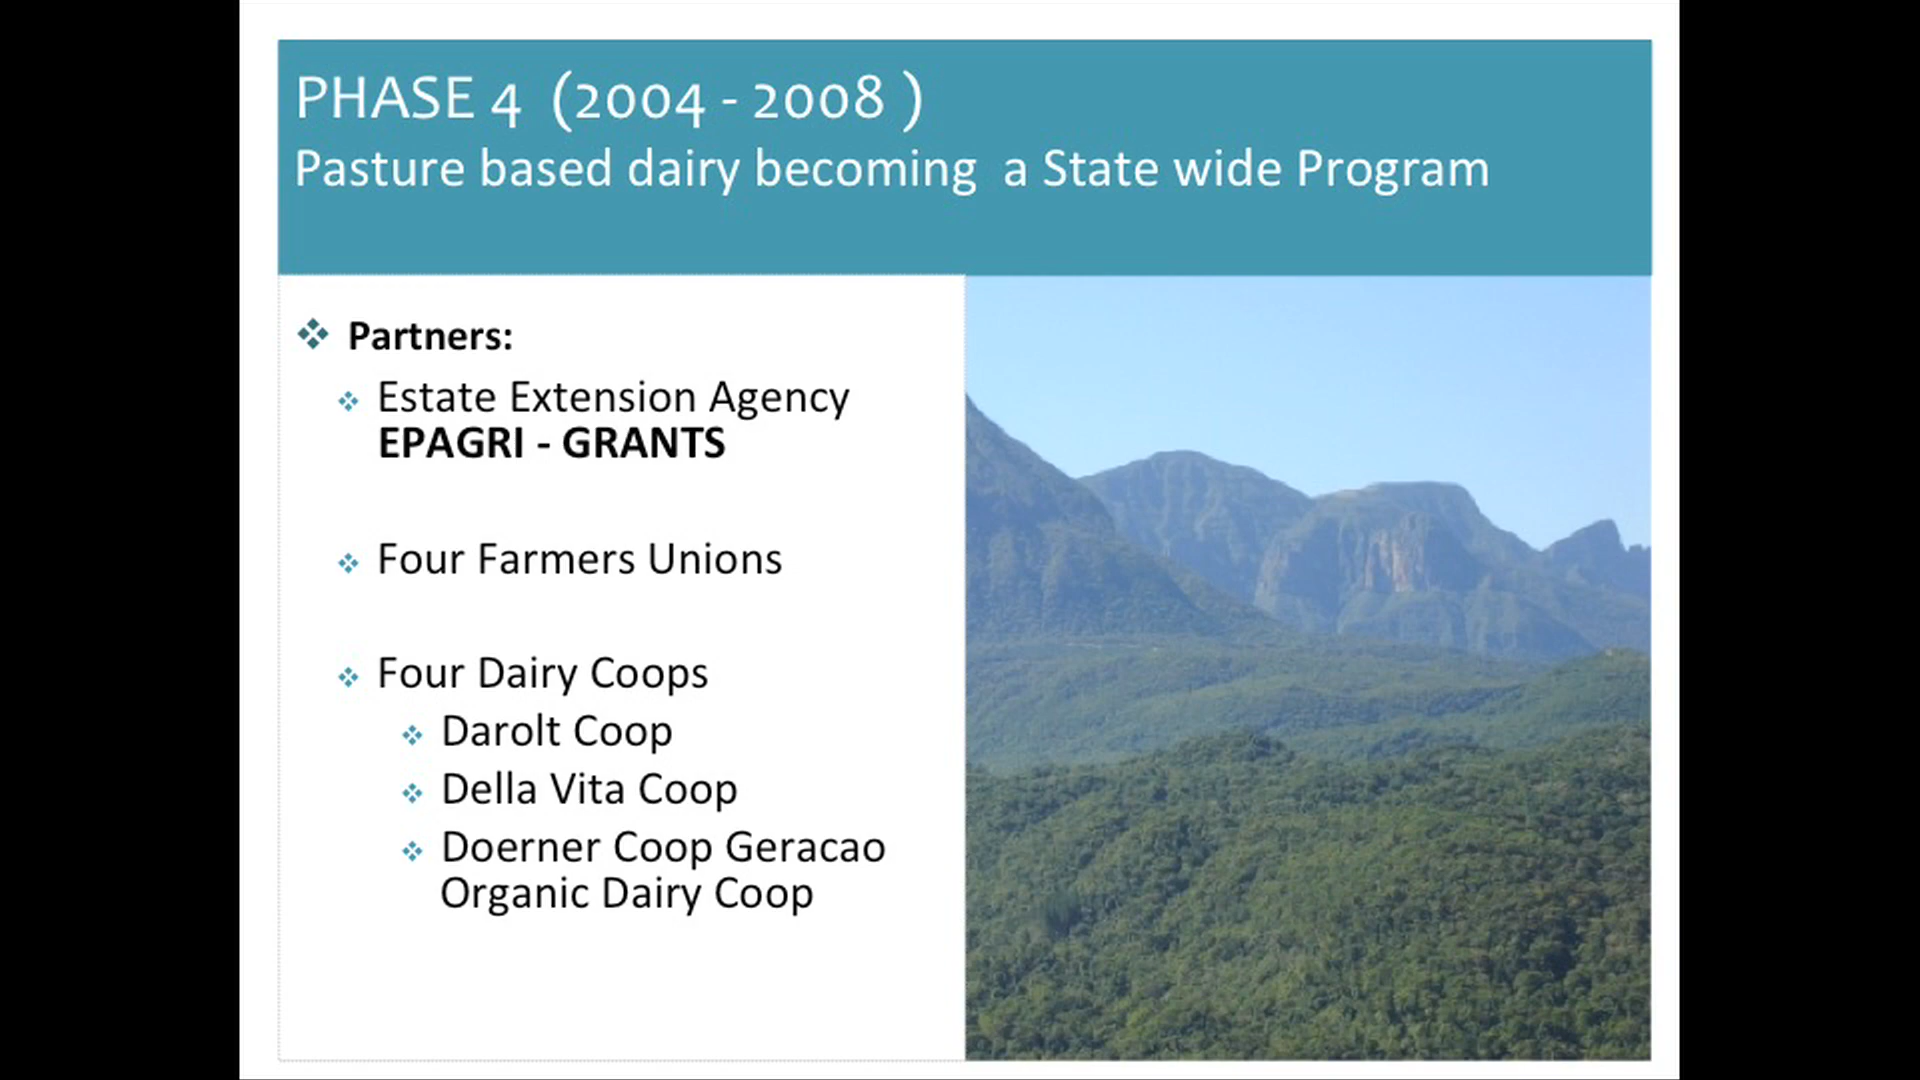 PHASE 4 (2004 - 2008 )
Pasture based dairy becoming a State wide Program
Partners:
Estate Extension Agency
EPAGRI - GRANTS
Four Farmers Unions
Four Dairy Coops
Darolt Coop
Della Vita Coop
Doerner Coop Geracao
Organic Dairy Coop